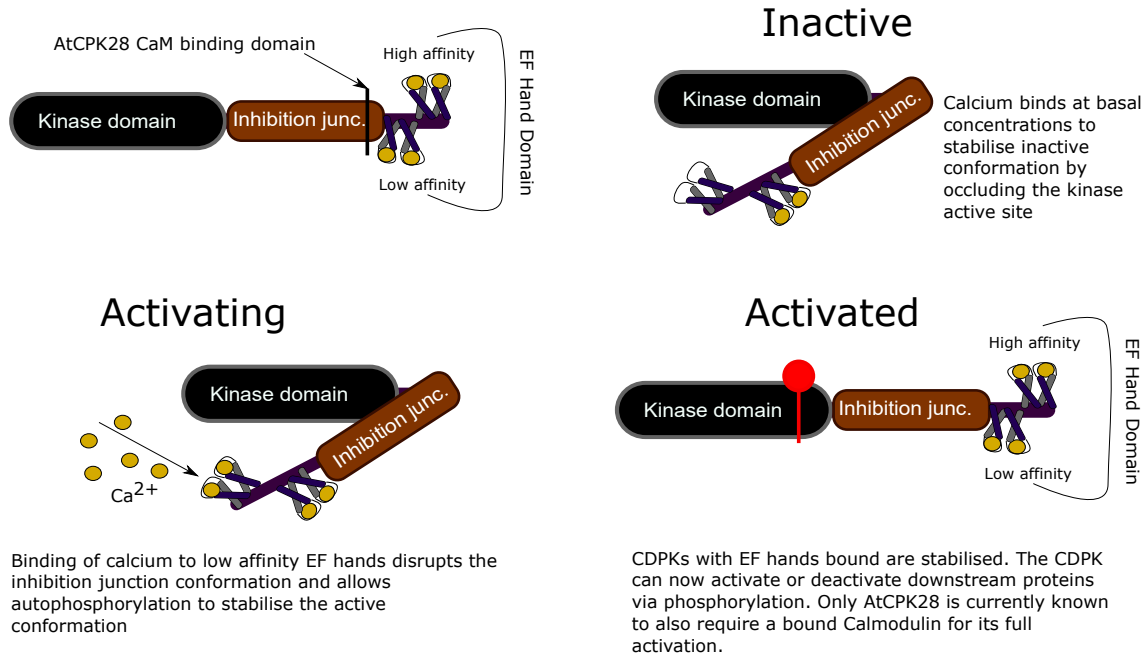 AtCPK28 CaM binding domain
High affinity
Kinase domain
Inhibition junc.
Low affinity
EF Hand Domain
Inactive
Kinase domain
Inhibition junc.
Calcium binds at basal
concentrations to
stabilise inactive
conformation by
occluding the kinase
active site
Activating
Kinase domain
Inhibition junc.
Ca2+
Binding of calcium to low affinity EF hands disrupts the
inhibition junction conformation and allows
autophosphorylation to stabilise the active
conformation
Activated
High affinity
Kinase domain
Inhibition junc.
Low affinity
EF Hand Domain
CDPKs with EF hands bound are stabilised. The CDPK
can now activate or deactivate downstream proteins
via phosphorylation. Only AtCPK28 is currently known
to also require a bound Calmodulin for its full
activation.